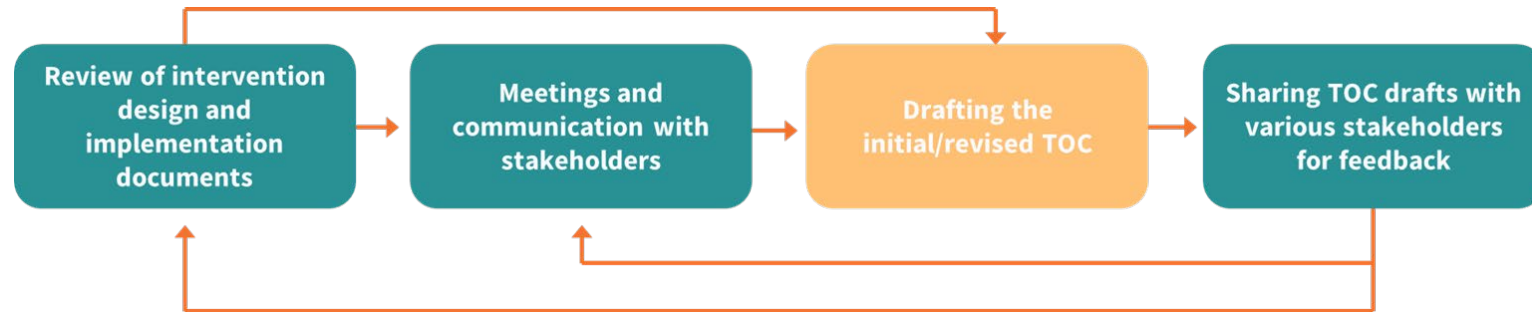 Review of intervention
design and
implementation
documents
Meetings and
communication with
stakeholders
Drafting the
initial/revised TOC
Sharing TOC drafts with
various stakeholders
for feedback